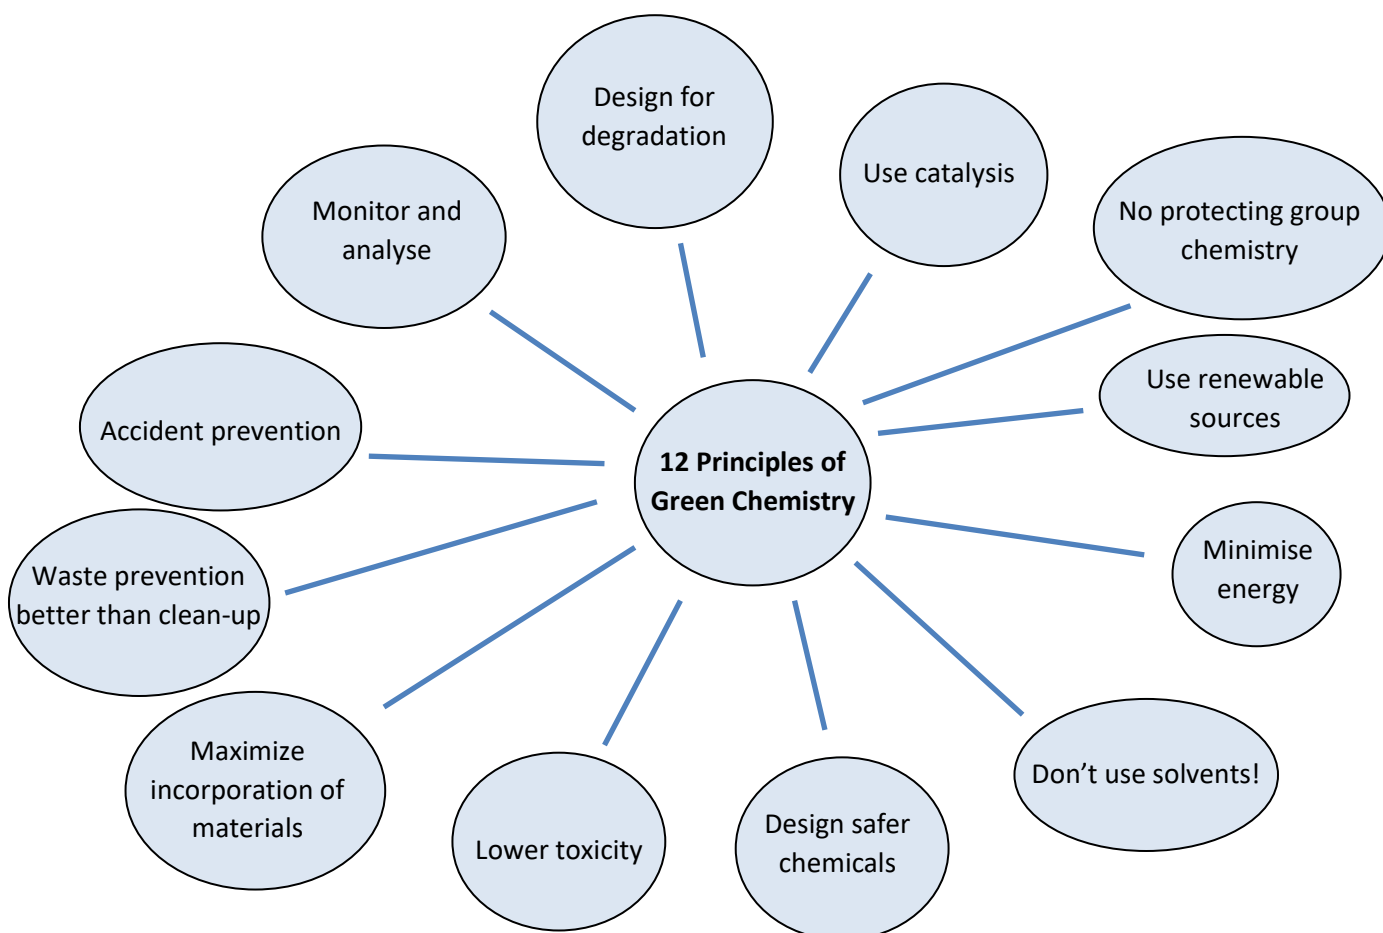 Design for
degradation
Use catalysis
No protecting group
chemistry
Monitor and
analyse
Use renewable
sources
Accident prevention
12 Principles of
Green Chemistry
Minimise
energy
Waste prevention
better than clean-up
Maximize
incorporation of
materials
Lower toxicity
Design safer
chemicals
Don’t use solvents!